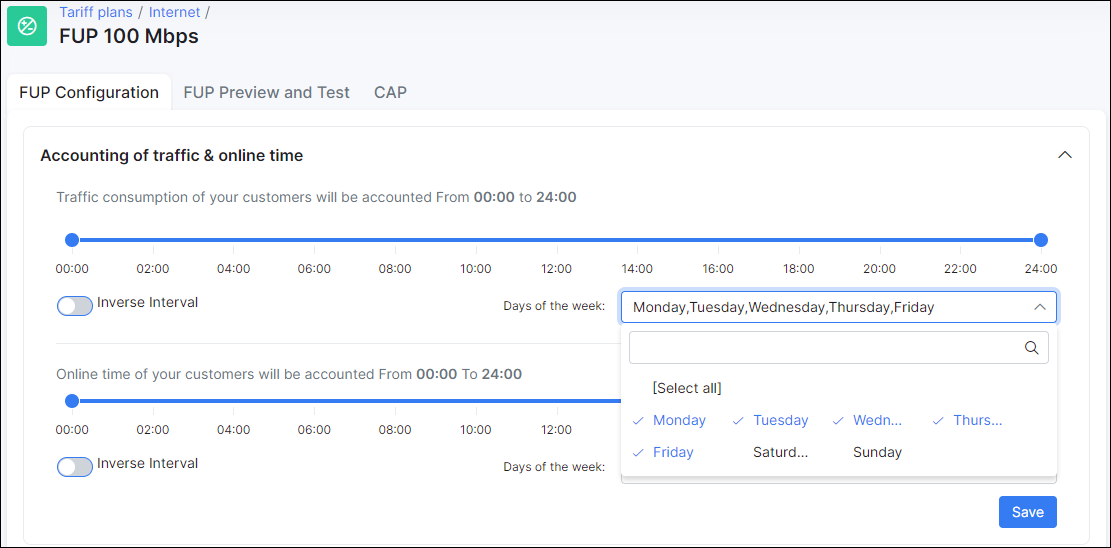 Tariff plans / Internet /
FUP 100 Mbps
FUP Configuration FUP Preview and Test CAP
Accounting of traffic & online time
Traffic consumption of your customers will be accounted From 00:00 to 24:00
00:00 02:00 04:00 06:00 08:00 10:00 12:00 14:00 16:00 18:00 20:00 22:00 24:00
Inverse Interval Days of the week: Monday,Tuesday,Wednesday,Thursday,Friday
[Select all]
Online time of your customers will be accounted From 00:00 To 24:00
Monday Tuesday Wedn... Thurs...
00:00 02:00 04:00 06:00 08:00 10:00 12:00
Friday Saturd... Sunday
Inverse Interval Days of the week:
Save